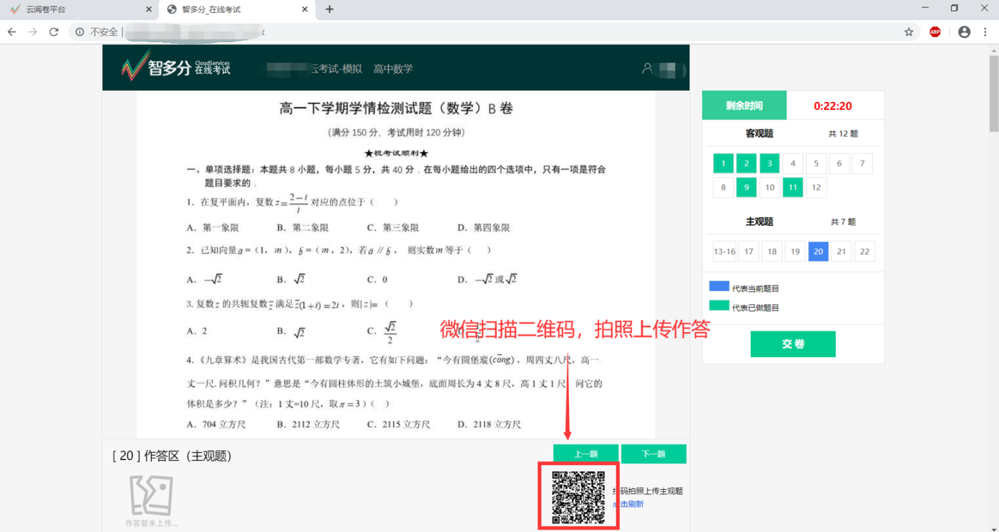 云阅卷平台
智多分_在线考试
不安全
智多分 CloudServices 在线考试
云考试-模拟 高中数学
高一下学期学情检测试题（数学）B 卷
(满分 150 分，考试用时 120 分钟)
★祝考试顺利★
一、单项选择题：本题共 8 小题，每小题 5 分，共 40 分．在每小题给出的四个选项中，只有一项是符合
题目要求的．
1．在复平面内，复数 z=\frac{2-i}{i} 对应的点位于（ ）
A．第一象限 B．第二象限 C．第三象限 D．第四象限
2．已知向量 a =（1，m），b =（m，2），若 a // b， 则实数 m 等于（ ）
A．-√2 B．√2 C．0 D．-√2 或 √2
3. 复数 z 的共轭复数 z̄ 满足 z̄(1+i)=2i，则|z|=（ ）
A．2 B．√2 C．√2/2
微信扫描二维码，拍照上传作答
4.《九章算术》是我国古代第一部数学专著，它有如下问题：“今有圆堡瑽(cōng)，周四丈八尺，高一
丈一尺.问积几何？”意思是“今有圆柱体形的土筑小城堡，底面周长为 4 丈 8 尺，高 1 丈 1 尺，问它的
体积是多少？”（注：1 丈=10 尺，取 π=3）（ ）
A．704 立方尺 B．2112 立方尺 C．2115 立方尺 D．2118 立方尺
[ 20 ] 作答区（主观题）
上一题 下一题
作答暂未上传...
扫码拍照上传主观题
点击刷新
剩余时间 0:22:20
客观题 共 12 题
1 2 3 4 5 6 7
8 9 10 11 12
主观题 共 7 题
13-16 17 18 19 20 21 22
代表当前题目
代表已做题目
交 卷